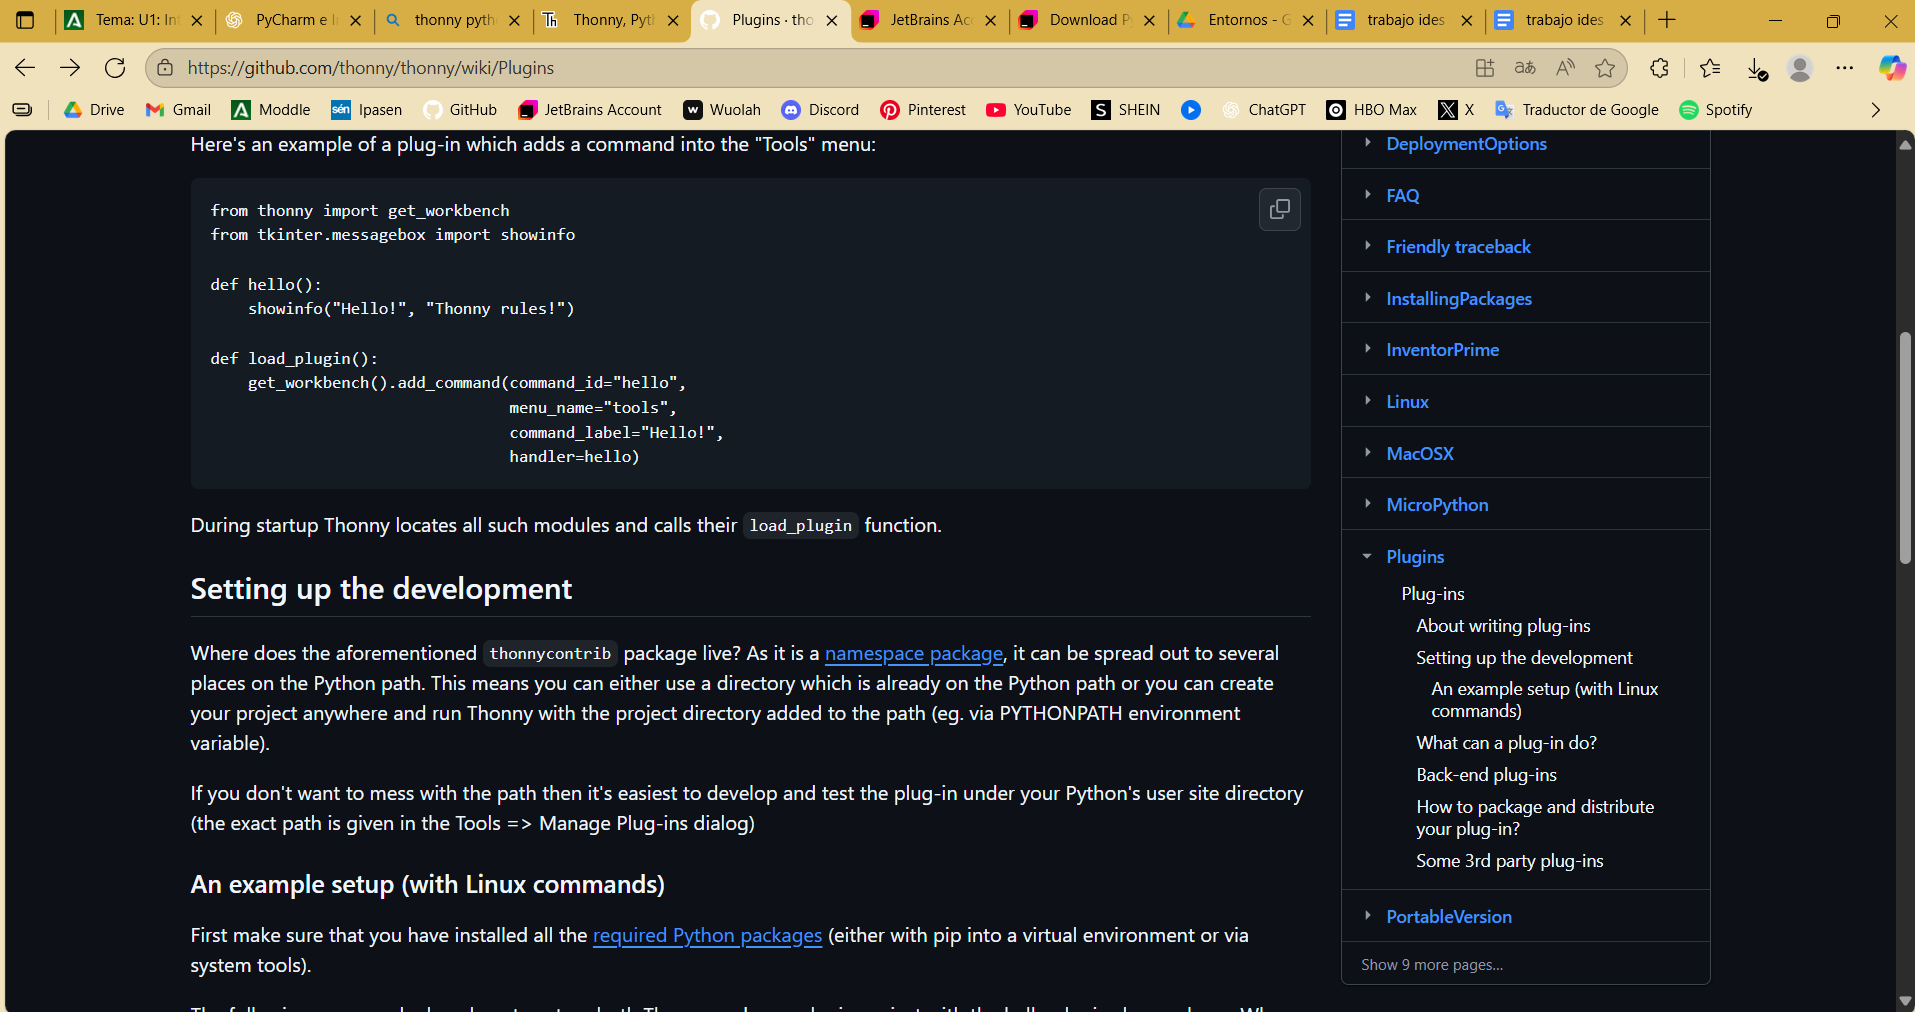 Tema: U1: In
PyCharm e I
thonny pyth
Thonny, Pyt
Plugins · tho
JetBrains Ac
Download P
Entornos - G
trabajo ides
trabajo ides
https://github.com/thonny/thonny/wiki/Plugins
Drive
Gmail
Moddle
Ipasen
GitHub
JetBrains Account
Wuolah
Discord
Pinterest
YouTube
SHEIN
ChatGPT
HBO Max
X
Traductor de Google
Spotify
Here's an example of a plug-in which adds a command into the "Tools" menu:
from thonny import get_workbench
from tkinter.messagebox import showinfo
def hello():
    showinfo("Hello!", "Thonny rules!")
def load_plugin():
    get_workbench().add_command(command_id="hello",
                                menu_name="tools",
                                command_label="Hello!",
                                handler=hello)
During startup Thonny locates all such modules and calls their load_plugin function.
Setting up the development
Where does the aforementioned thonnycontrib package live? As it is a namespace package, it can be spread out to several
places on the Python path. This means you can either use a directory which is already on the Python path or you can create
your project anywhere and run Thonny with the project directory added to the path (eg. via PYTHONPATH environment
variable).
If you don't want to mess with the path then it's easiest to develop and test the plug-in under your Python's user site directory
(the exact path is given in the Tools => Manage Plug-ins dialog)
An example setup (with Linux commands)
First make sure that you have installed all the required Python packages (either with pip into a virtual environment or via
system tools).
DeploymentOptions
FAQ
Friendly traceback
InstallingPackages
InventorPrime
Linux
MacOSX
MicroPython
Plugins
Plug-ins
About writing plug-ins
Setting up the development
An example setup (with Linux
commands)
What can a plug-in do?
Back-end plug-ins
How to package and distribute
your plug-in?
Some 3rd party plug-ins
PortableVersion
Show 9 more pages...